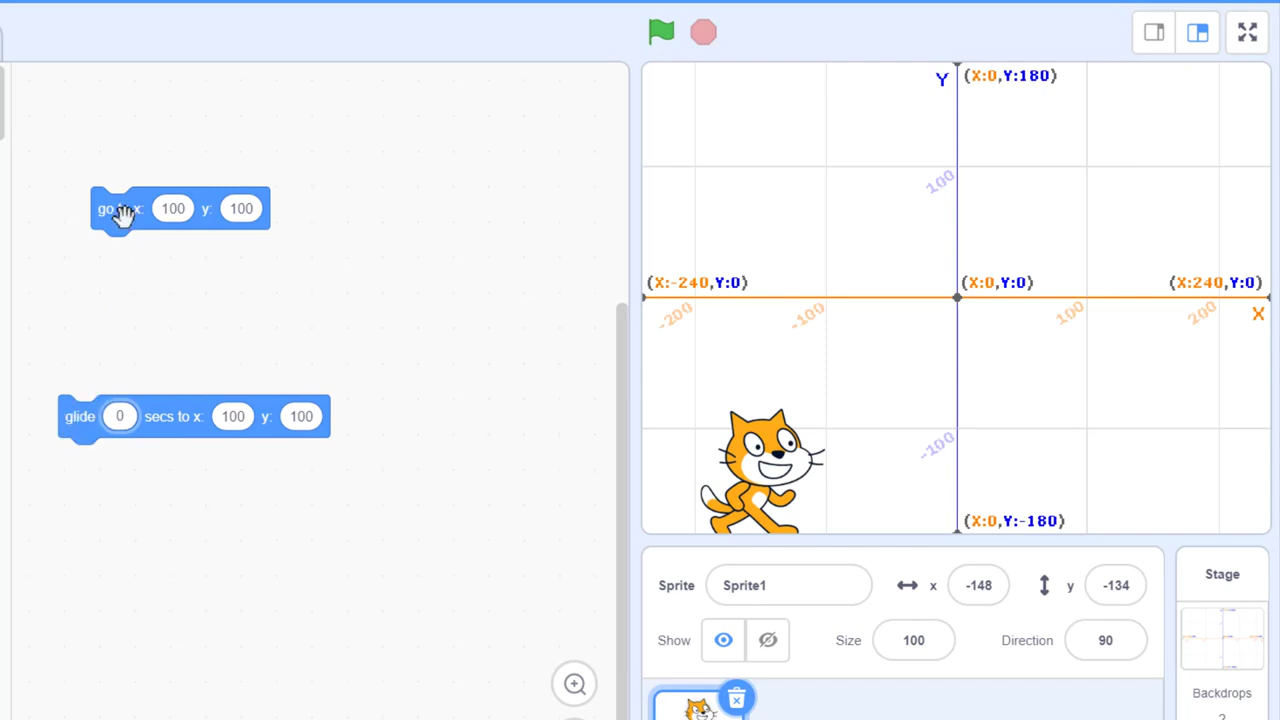 go to x: 100 y: 100
glide 0 secs to x: 100 y: 100
Y
(X:0,Y:180)
100
(X:-240,Y:0)
(X:0,Y:0)
(X:240,Y:0)
-200
-100
100
200
X
-100
(X:0,Y:-180)
Sprite Sprite1 x -148 y -134
Show Size 100 Direction 90
Stage
Backdrops